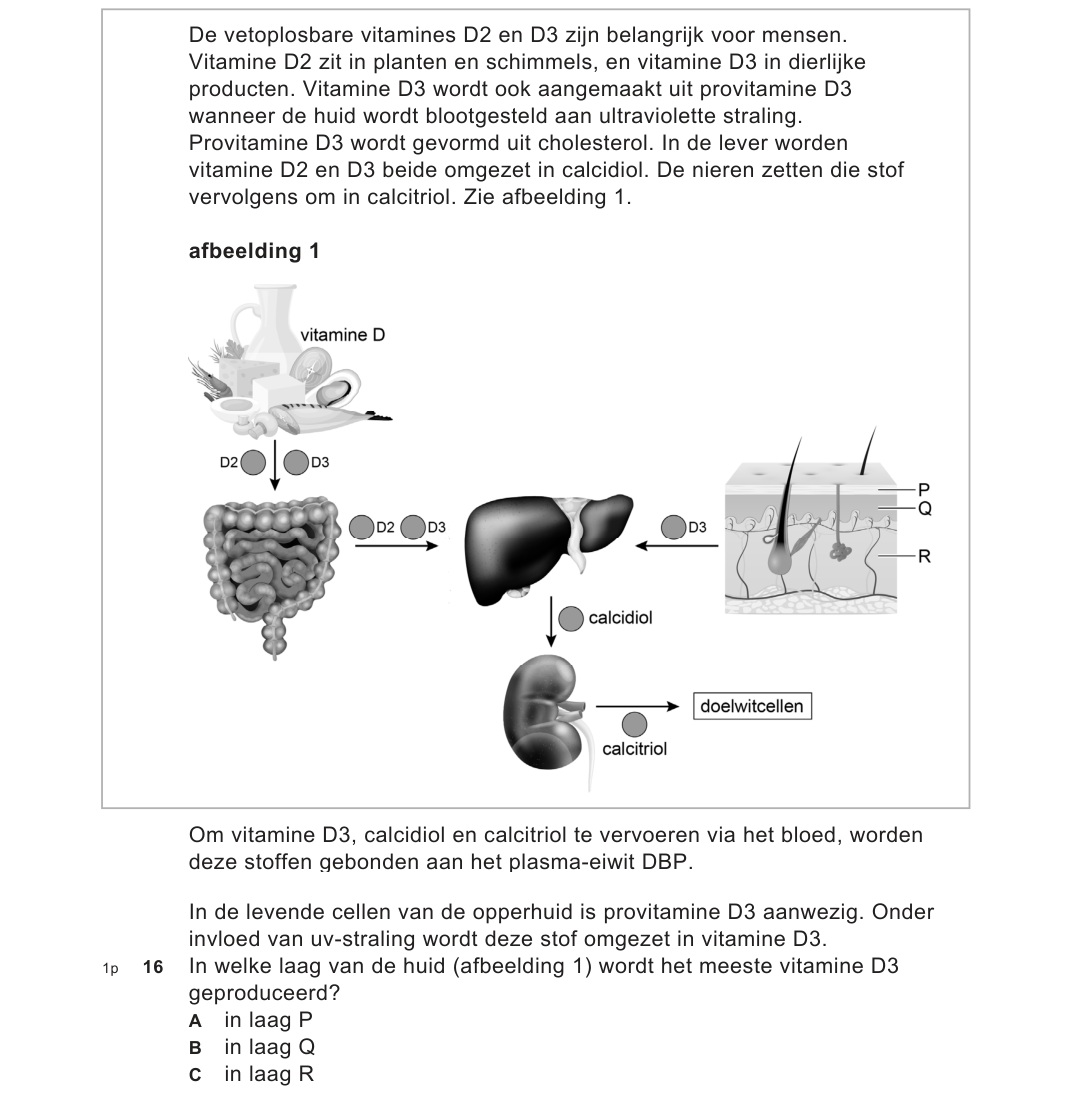 De vetoplosbare vitamines D2 en D3 zijn belangrijk voor mensen.
Vitamine D2 zit in planten en schimmels, en vitamine D3 in dierlijke
producten. Vitamine D3 wordt ook aangemaakt uit provitamine D3
wanneer de huid wordt blootgesteld aan ultraviolette straling.
Provitamine D3 wordt gevormd uit cholesterol. In de lever worden
vitamine D2 en D3 beide omgezet in calcidiol. De nieren zetten die stof
vervolgens om in calcitriol. Zie afbeelding 1.
afbeelding 1
vitamine D
D2 D3
P
Q
D2 D3
D3
R
calcidiol
doelwitcellen
calcitriol
Om vitamine D3, calcidiol en calcitriol te vervoeren via het bloed, worden
deze stoffen gebonden aan het plasma-eiwit DBP.
In de levende cellen van de opperhuid is provitamine D3 aanwezig. Onder
invloed van uv-straling wordt deze stof omgezet in vitamine D3.
1p 16 In welke laag van de huid (afbeelding 1) wordt het meeste vitamine D3
geproduceerd?
A in laag P
B in laag Q
C in laag R